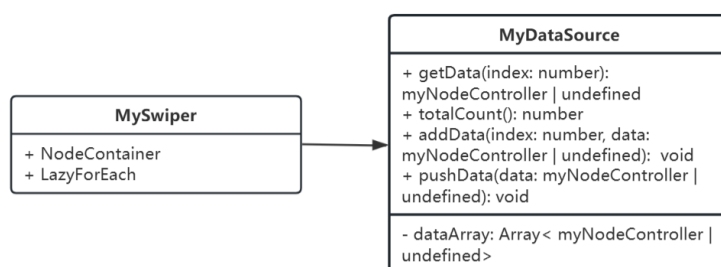 MySwiper
+ NodeContainer
+ LazyForEach
MyDataSource
+ getData(index: number):
myNodeController | undefined
+ totalCount(): number
+ addData(index: number, data:
myNodeController | undefined): void
+ pushData(data: myNodeController |
undefined): void
- dataArray: Array< myNodeController |
undefined>